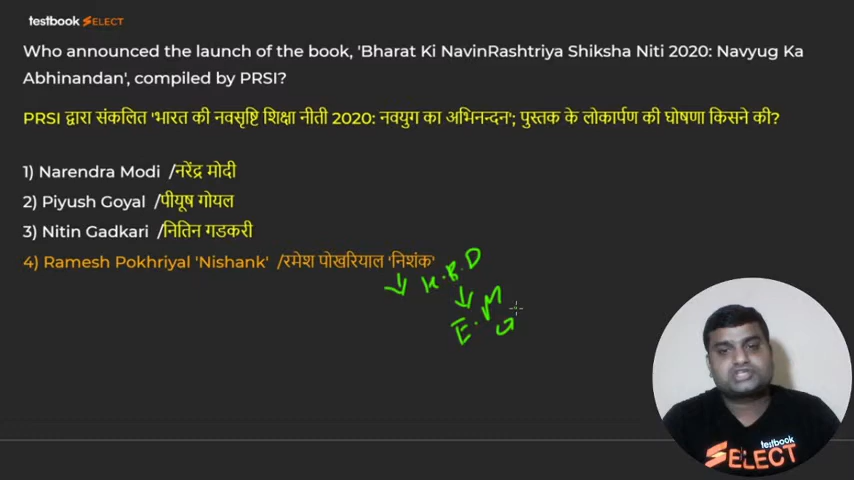 testbook SELECT
Who announced the launch of the book, 'Bharat Ki NavinRashtriya Shiksha Niti 2020: Navyug Ka
Abhinandan', compiled by PRSI?
PRSI द्वारा संकलित 'भारत की नवसृष्टि शिक्षा नीती 2020: नवयुग का अभिनन्दन'; पुस्तक के लोकार्पण की घोषणा किसने की?
1) Narendra Modi /नरेंद्र मोदी
2) Piyush Goyal /पीयूष गोयल
3) Nitin Gadkari /नितिन गडकरी
4) Ramesh Pokhriyal 'Nishank' /रमेश पोखरियाल 'निशंक'
H.R.D
E.M
testbook
SELECT